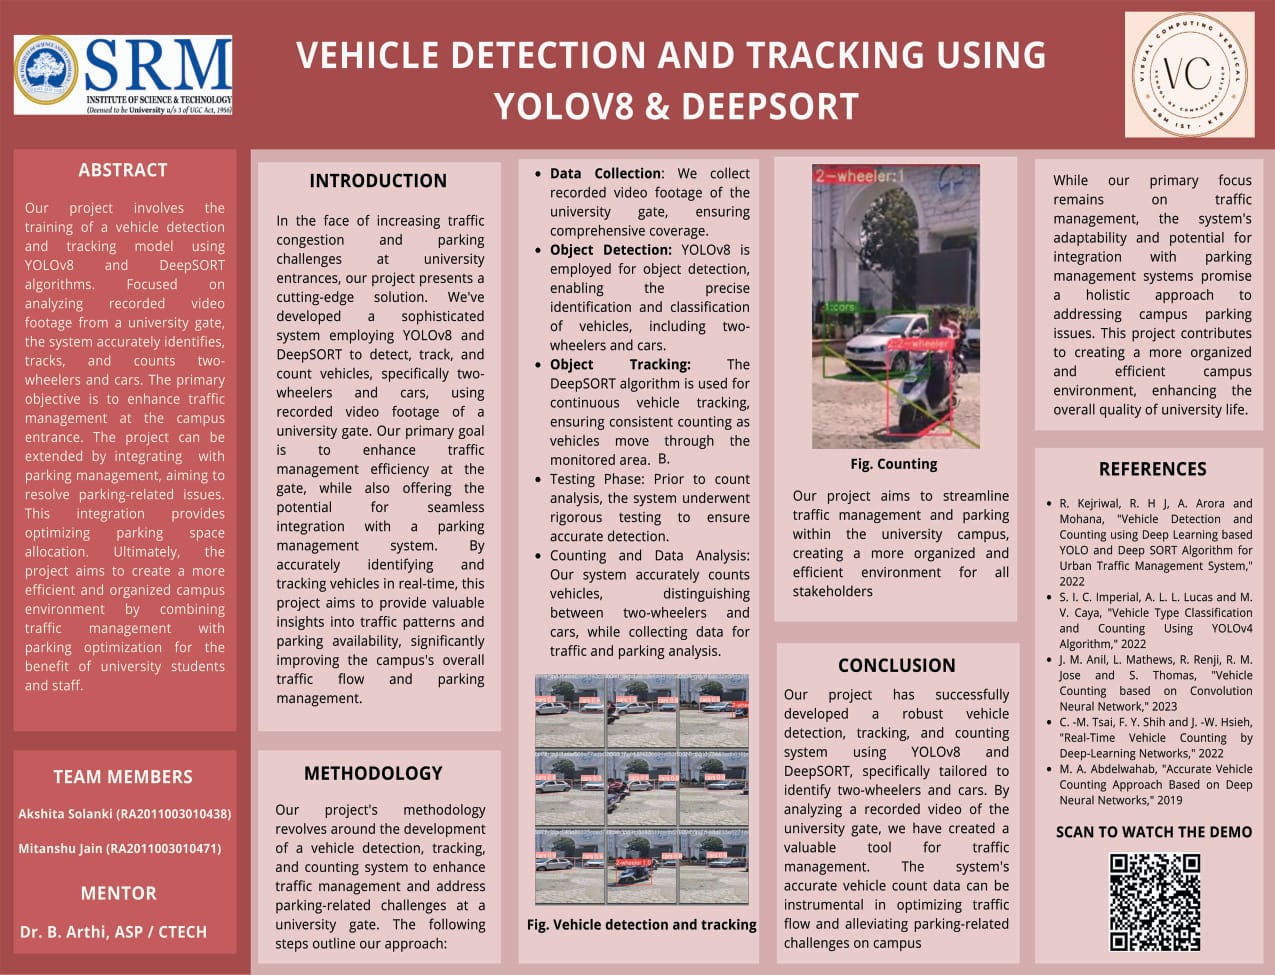 SRM
INSTITUTE OF SCIENCE & TECHNOLOGY
(Deemed to be University u/s 3 of UGC Act, 1956)
VEHICLE DETECTION AND TRACKING USING
YOLOV8 & DEEPSORT
VISUAL COMPUTING VERTICAL
SCHOOL OF COMPUTING
VC
SRM IST - KTR
ABSTRACT
Our project involves the
training of a vehicle detection
and tracking model using
YOLOv8 and DeepSORT
algorithms. Focused on
analyzing recorded video
footage from a university gate,
the system accurately identifies,
tracks, and counts two-
wheelers and cars. The primary
objective is to enhance traffic
management at the campus
entrance. The project can be
extended by integrating with
parking management, aiming to
resolve parking-related issues.
This integration provides
optimizing parking space
allocation. Ultimately, the
project aims to create a more
efficient and organized campus
environment by combining
traffic management with
parking optimization for the
benefit of university students
and staff.
TEAM MEMBERS
Akshita Solanki (RA2011003010438)
Mitanshu Jain (RA2011003010471)
MENTOR
Dr. B. Arthi, ASP / CTECH
INTRODUCTION
In the face of increasing traffic
congestion and parking
challenges at university
entrances, our project presents a
cutting-edge solution. We've
developed a sophisticated
system employing YOLOv8 and
DeepSORT to detect, track, and
count vehicles, specifically two-
wheelers and cars, using
recorded video footage of a
university gate. Our primary goal
is to enhance traffic
management efficiency at the
gate, while also offering the
potential for seamless
integration with a parking
management system. By
accurately identifying and
tracking vehicles in real-time, this
project aims to provide valuable
insights into traffic patterns and
parking availability, significantly
improving the campus's overall
traffic flow and parking
management.
METHODOLOGY
Our project's methodology
revolves around the development
of a vehicle detection, tracking,
and counting system to enhance
traffic management and address
parking-related challenges at a
university gate. The following
steps outline our approach:
• Data Collection: We collect
recorded video footage of the
university gate, ensuring
comprehensive coverage.
• Object Detection: YOLOv8 is
employed for object detection,
enabling the precise
identification and classification
of vehicles, including two-
wheelers and cars.
• Object Tracking: The
DeepSORT algorithm is used for
continuous vehicle tracking,
ensuring consistent counting as
vehicles move through the
monitored area. B.
• Testing Phase: Prior to count
analysis, the system underwent
rigorous testing to ensure
accurate detection.
• Counting and Data Analysis:
Our system accurately counts
vehicles, distinguishing
between two-wheelers and
cars, while collecting data for
traffic and parking analysis.
Fig. Vehicle detection and tracking
2-wheeler:1
1:cars
2:2-wheeler
Fig. Counting
Our project aims to streamline
traffic management and parking
within the university campus,
creating a more organized and
efficient environment for all
stakeholders
CONCLUSION
Our project has successfully
developed a robust vehicle
detection, tracking, and counting
system using YOLOv8 and
DeepSORT, specifically tailored to
identify two-wheelers and cars. By
analyzing a recorded video of the
university gate, we have created a
valuable tool for traffic
management. The system's
accurate vehicle count data can be
instrumental in optimizing traffic
flow and alleviating parking-related
challenges on campus
While our primary focus
remains on traffic
management, the system's
adaptability and potential for
integration with parking
management systems promise
a holistic approach to
addressing campus parking
issues. This project contributes
to creating a more organized
and efficient campus
environment, enhancing the
overall quality of university life.
REFERENCES
• R. Kejriwal, R. H J, A. Arora and
Mohana, "Vehicle Detection and
Counting using Deep Learning based
YOLO and Deep SORT Algorithm for
Urban Traffic Management System,"
2022
• S. I. C. Imperial, A. L. L. Lucas and M.
V. Caya, "Vehicle Type Classification
and Counting Using YOLOv4
Algorithm," 2022
• J. M. Anil, L. Mathews, R. Renji, R. M.
Jose and S. Thomas, "Vehicle
Counting based on Convolution
Neural Network," 2023
• C. -M. Tsai, F. Y. Shih and J. -W. Hsieh,
"Real-Time Vehicle Counting by
Deep-Learning Networks," 2022
• M. A. Abdelwahab, "Accurate Vehicle
Counting Approach Based on Deep
Neural Networks," 2019
SCAN TO WATCH THE DEMO